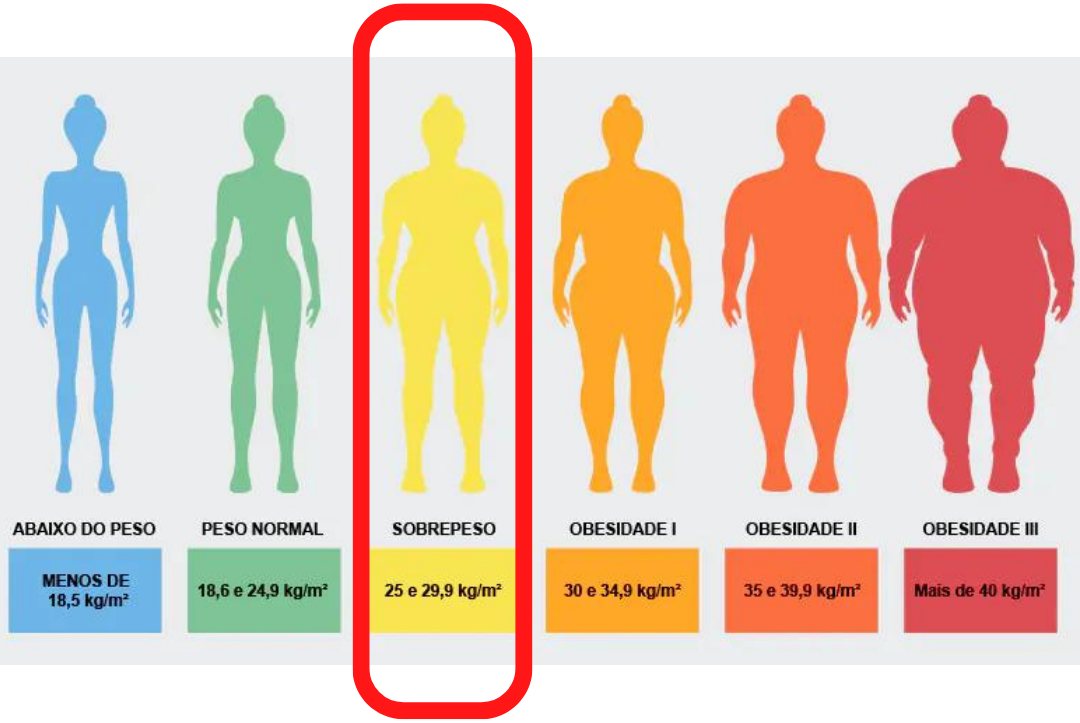 ABAIXO DO PESO
PESO NORMAL
SOBREPESO
OBESIDADE I
OBESIDADE II
OBESIDADE III
MENOS DE
18,5 kg/m²
18,6 e 24,9 kg/m²
25 e 29,9 kg/m²
30 e 34,9 kg/m²
35 e 39,9 kg/m²
Mais de 40 kg/m²